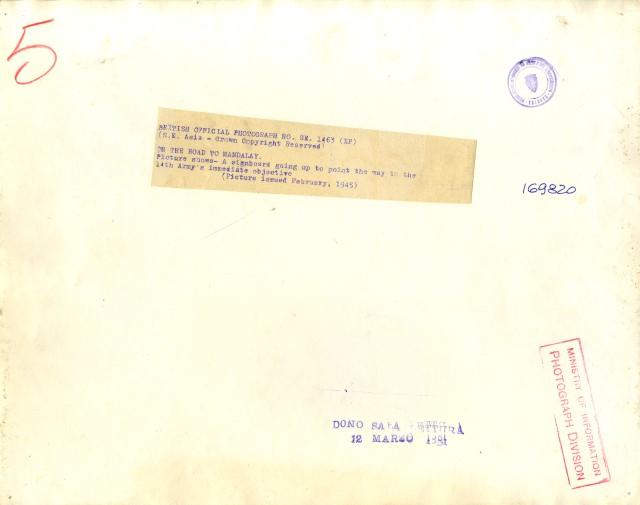 5
BRITISH OFFICIAL PHOTOGRAPH NO. SE. 1463 (XP)
(S.E. Asia - Crown Copyright Reserved)
ON THE ROAD TO MANDALAY.
Picture shows- A signboard going up to point the way to the
14th Army's immediate objective
(Picture issued February, 1945)
169820
MINISTRY OF INFORMATION
PHOTOGRAPH DIVISION
DONO SALA
12 MARZO